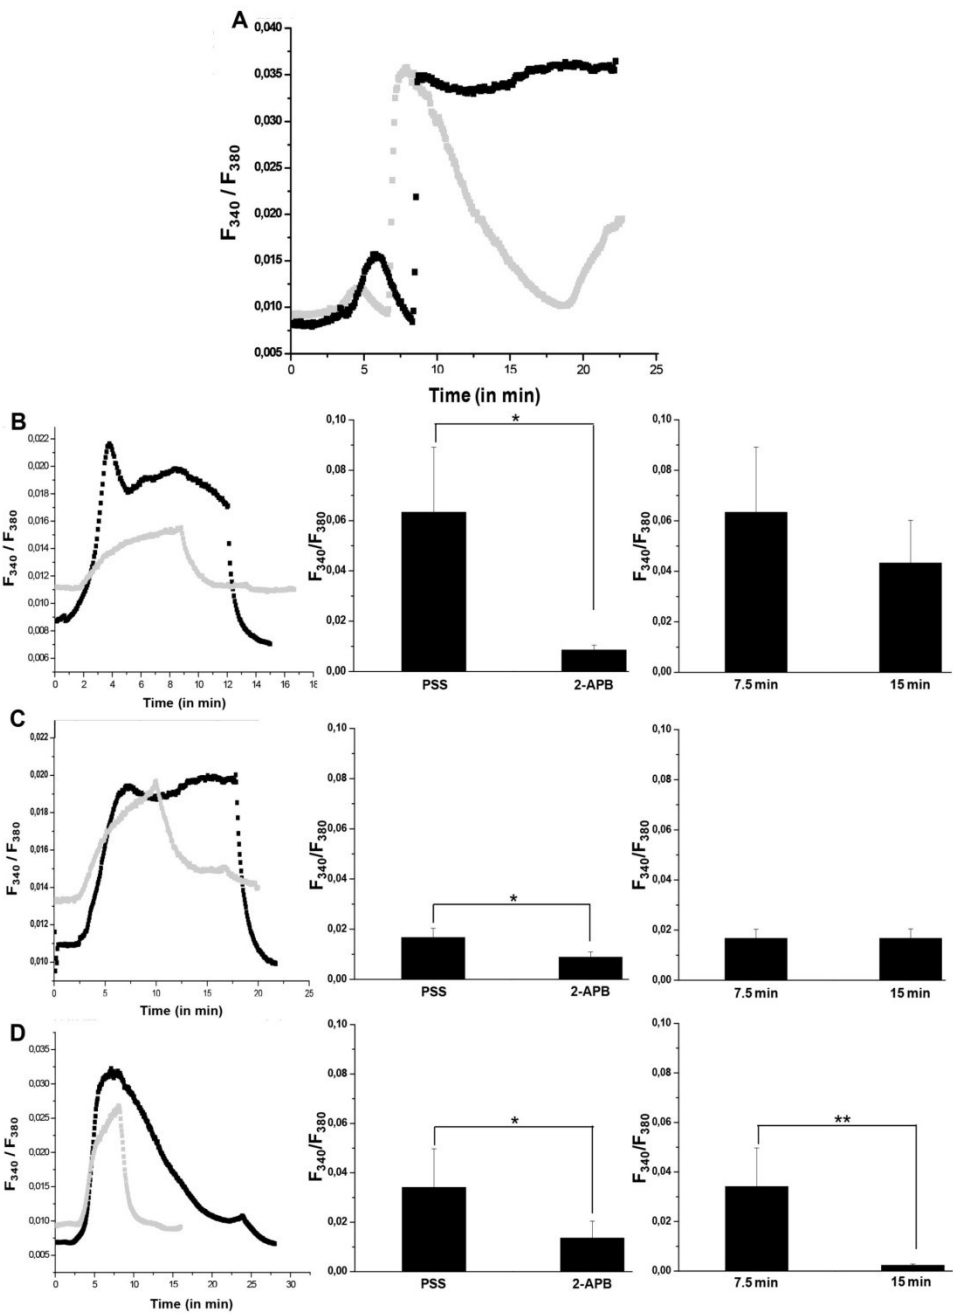 A
0,040
0,035
0,030
0,025
0,020
0,015
0,010
0,005
F340 / F380
0 5 10 15 20 25
Time (in min)
B
0,022
0,020
0,018
0,016
0,014
0,012
0,010
0,008
0,006
F340 / F380
0 2 4 6 8 10 12 14 16 18
Time (in min)
0,10
0,08
0,06
0,04
0,02
0,00
F340/F380
*
PSS 2-APB
0,10
0,08
0,06
0,04
0,02
0,00
F340/F380
7.5 min 15 min
C
0,022
0,020
0,018
0,016
0,014
0,012
0,010
F340 / F380
0 5 10 15 20 25
Time (in min)
0,10
0,08
0,06
0,04
0,02
0,00
F340/F380
*
PSS 2-APB
0,10
0,08
0,06
0,04
0,02
0,00
F340/F380
7.5 min 15 min
D
0,035
0,030
0,025
0,020
0,015
0,010
0,005
F340 / F380
0 5 10 15 20 25 30
Time (in min)
0,10
0,08
0,06
0,04
0,02
0,00
F340/F380
*
PSS 2-APB
0,10
0,08
0,06
0,04
0,02
0,00
F340/F380
**
7.5 min 15 min